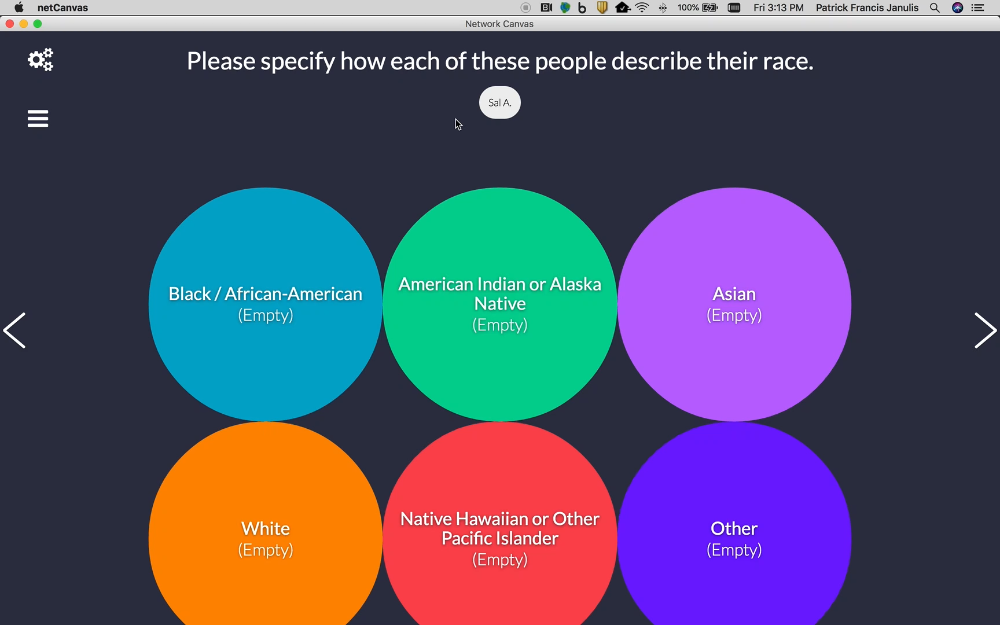 netCanvas
100%
Fri 3:13 PM
Patrick Francis Janulis
Network Canvas
Please specify how each of these people describe their race.
Sal A.
Black / African-American
(Empty)
American Indian or Alaska
Native
(Empty)
Asian
(Empty)
White
(Empty)
Native Hawaiian or Other
Pacific Islander
(Empty)
Other
(Empty)